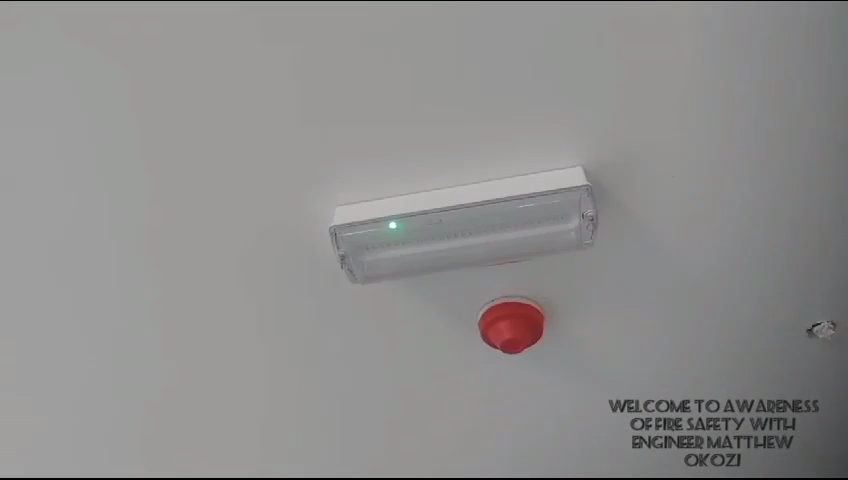 WELCOME TO AWARENESS
OF FIRE SAFETY WITH
ENGINEER MATTHEW
OKOZI